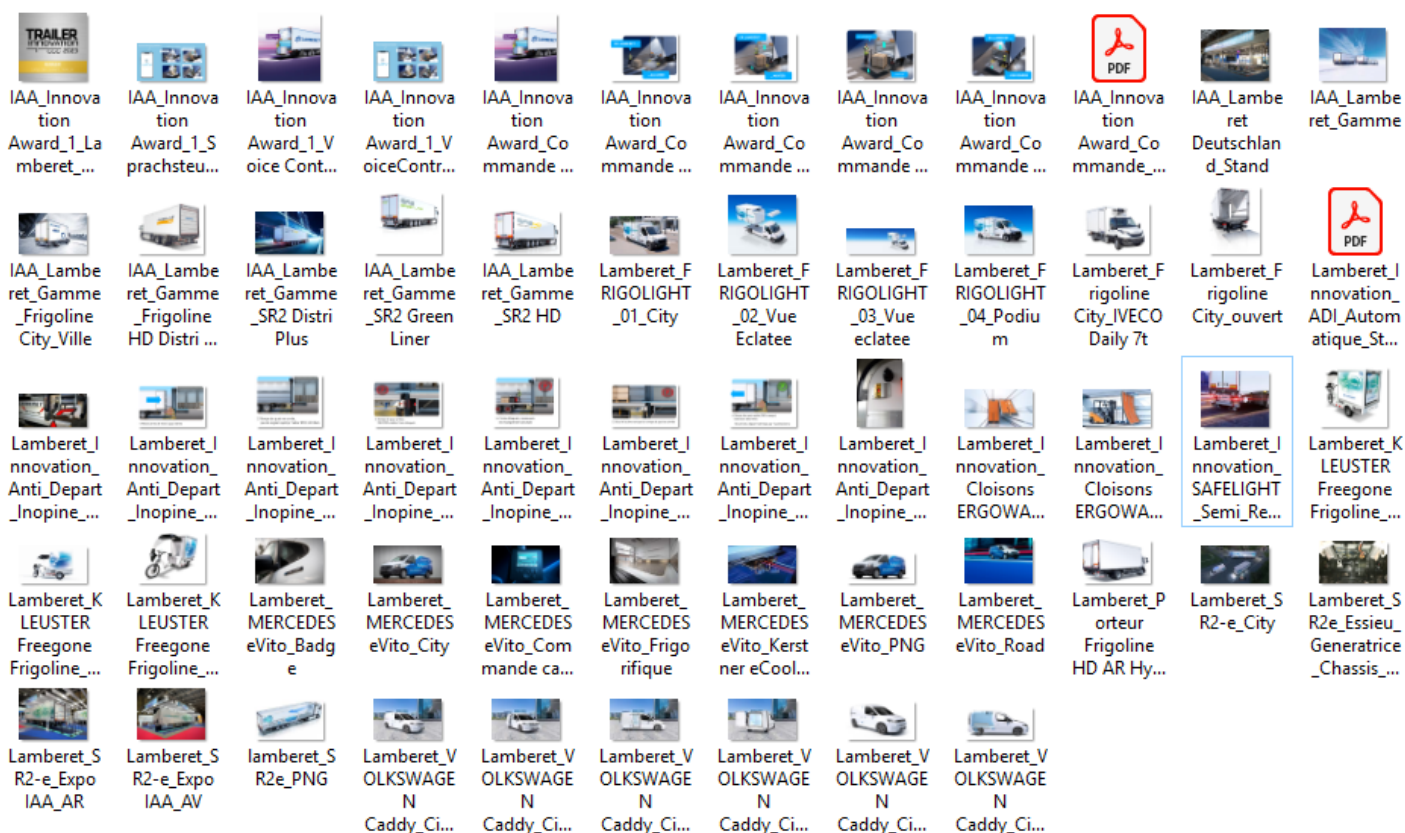 TRAILER
INNOVATION
2023
IAA_Innova
tion
Award_1_La
mberet_...
IAA_Innova
tion
Award_1_S
prachsteu...
IAA_Innova
tion
Award_1_V
oice Cont...
IAA_Innova
tion
Award_1_V
oiceContr...
IAA_Innova
tion
Award_Co
mmande ...
IAA_Innova
tion
Award_Co
mmande ...
IAA_Innova
tion
Award_Co
mmande ...
IAA_Innova
tion
Award_Co
mmande ...
IAA_Innova
tion
Award_Co
mmande ...
PDF
IAA_Innova
tion
Award_Co
mmande_...
IAA_Lambe
ret
Deutschlan
d_Stand
IAA_Lambe
ret_Gamme
IAA_Lambe
ret_Gamme
_Frigoline
City_Ville
IAA_Lambe
ret_Gamme
_Frigoline
HD Distri ...
IAA_Lambe
ret_Gamme
_SR2 Distri
Plus
IAA_Lambe
ret_Gamme
_SR2 Green
Liner
IAA_Lambe
ret_Gamme
_SR2 HD
Lamberet_F
RIGOLIGHT
_01_City
Lamberet_F
RIGOLIGHT
_02_Vue
Eclatee
Lamberet_F
RIGOLIGHT
_03_Vue
eclatee
Lamberet_F
RIGOLIGHT
_04_Podiu
m
Lamberet_F
rigoline
City_IVECO
Daily 7t
Lamberet_F
rigoline
City_ouvert
PDF
Lamberet_I
nnovation_
ADI_Autom
atique_St...
Lamberet_I
nnovation_
Anti_Depart
_Inopine_...
Lamberet_I
nnovation_
Anti_Depart
_Inopine_...
Lamberet_I
nnovation_
Anti_Depart
_Inopine_...
Lamberet_I
nnovation_
Anti_Depart
_Inopine_...
Lamberet_I
nnovation_
Anti_Depart
_Inopine_...
Lamberet_I
nnovation_
Anti_Depart
_Inopine_...
Lamberet_I
nnovation_
Anti_Depart
_Inopine_...
Lamberet_I
nnovation_
Anti_Depart
_Inopine_...
Lamberet_I
nnovation_
Cloisons
ERGOWA...
Lamberet_I
nnovation_
Cloisons
ERGOWA...
Lamberet_I
nnovation_
SAFELIGHT
_Semi_Re...
Lamberet_K
LEUSTER
Freegone
Frigoline_...
Lamberet_K
LEUSTER
Freegone
Frigoline_...
Lamberet_K
LEUSTER
Freegone
Frigoline_...
Lamberet_
MERCEDES
eVito_Badg
e
Lamberet_
MERCEDES
eVito_City
Lamberet_
MERCEDES
eVito_Com
mande ca...
Lamberet_
MERCEDES
eVito_Frigo
rifique
Lamberet_
MERCEDES
eVito_Kerst
ner eCool...
Lamberet_
MERCEDES
eVito_PNG
Lamberet_
MERCEDES
eVito_Road
Lamberet_P
orteur
Frigoline
HD AR Hy...
Lamberet_S
R2-e_City
Lamberet_S
R2e_Essieu_
Generatrice
_Chassis_...
Lamberet_S
R2-e_Expo
IAA_AR
Lamberet_S
R2-e_Expo
IAA_AV
lamberet_S
R2e_PNG
Lamberet_V
OLKSWAGE
N
Caddy_Ci...
Lamberet_V
OLKSWAGE
N
Caddy_Ci...
Lamberet_V
OLKSWAGE
N
Caddy_Ci...
Lamberet_V
OLKSWAGE
N
Caddy_Ci...
Lamberet_V
OLKSWAGE
N
Caddy_Ci...
Lamberet_V
OLKSWAGE
N
Caddy_Ci...